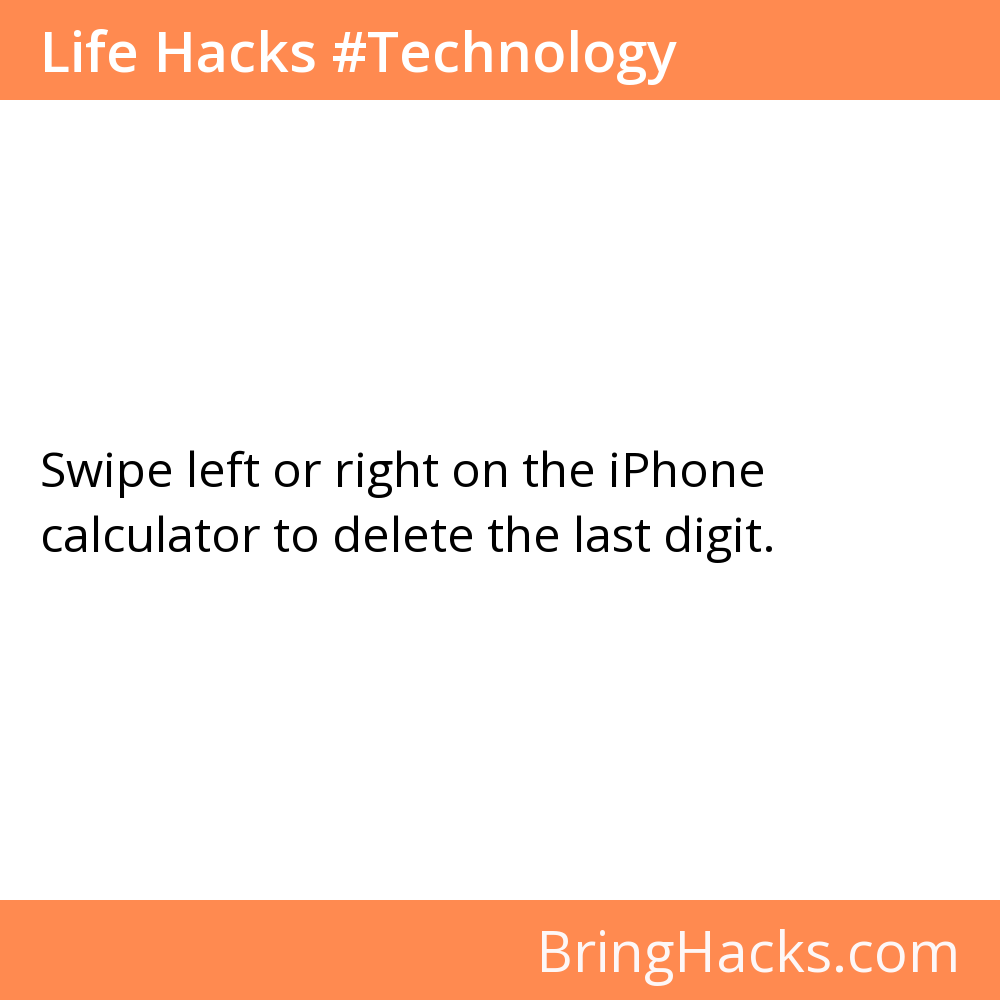 Life Hacks #Technology
Swipe left or right on the iPhone
calculator to delete the last digit.
BringHacks.com